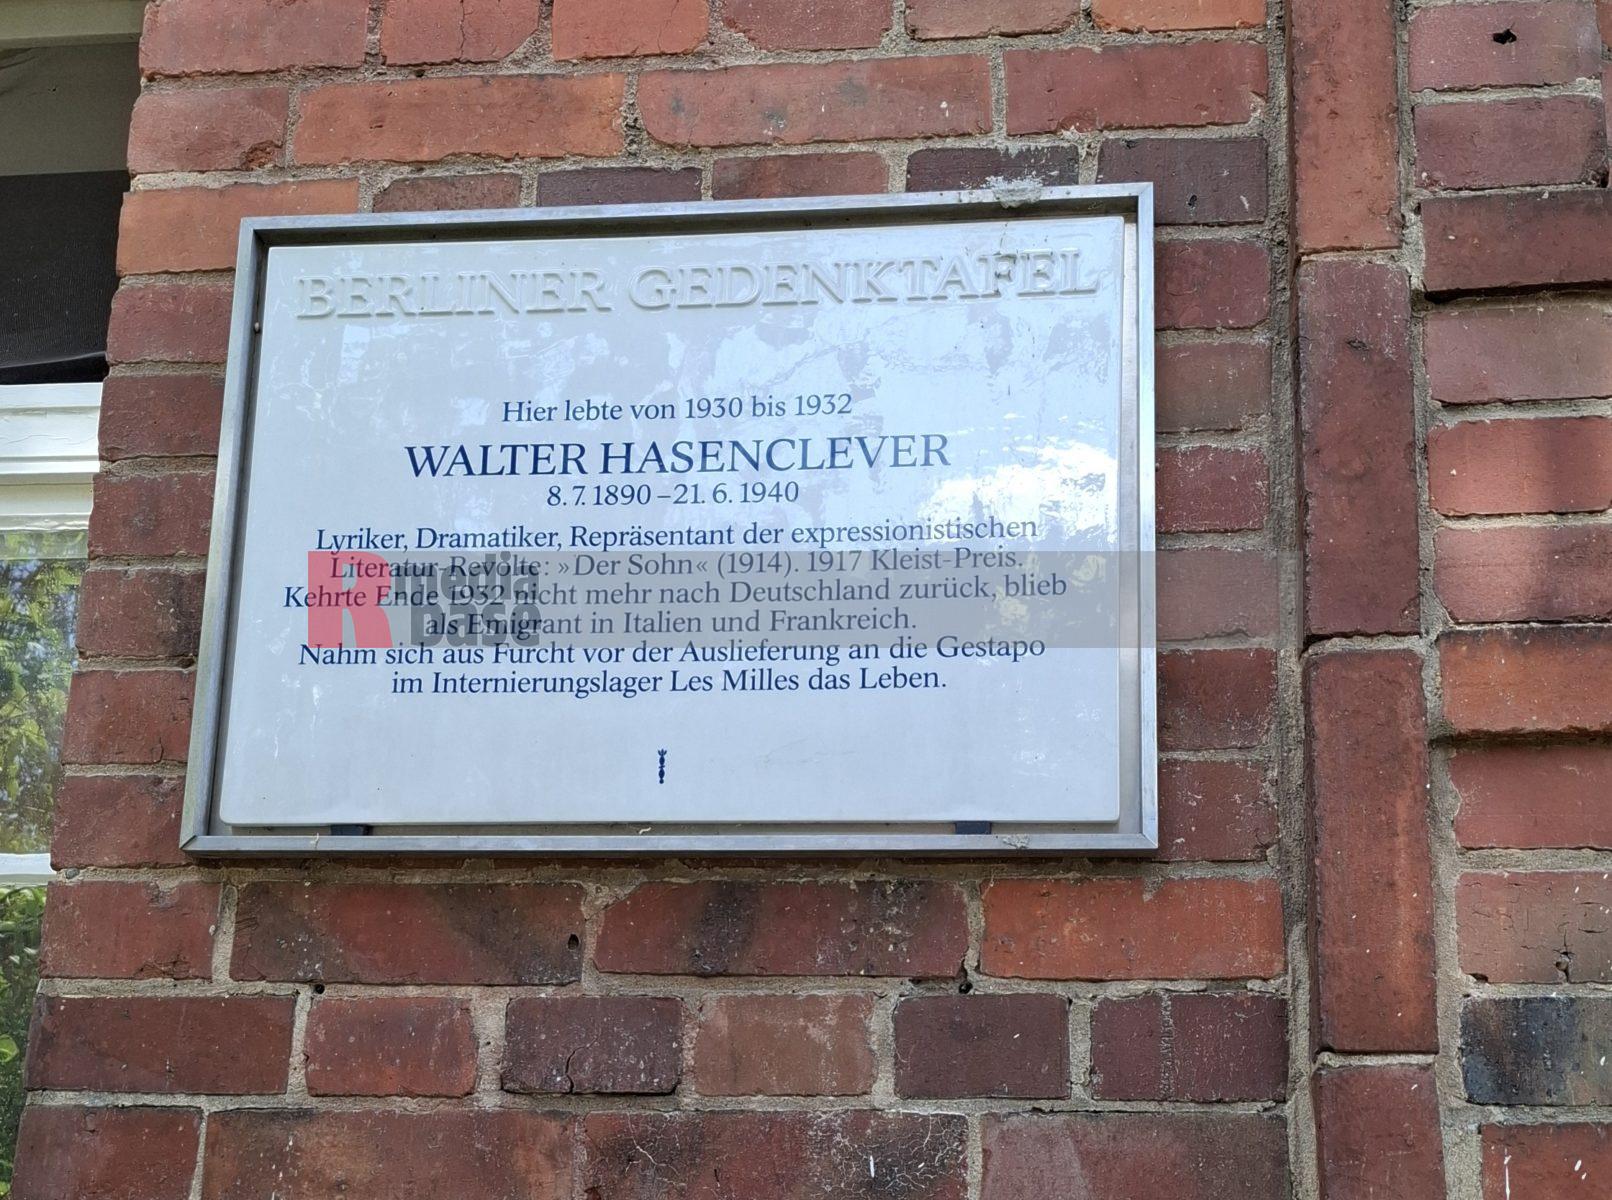 BERLINER GEDENKTAFEL
Hier lebte von 1930 bis 1932
WALTER HASENCLEVER
8.7.1890–21.6.1940
Lyriker, Dramatiker, Repräsentant der expressionistischen
Literatur-Revolte: »Der Sohn« (1914). 1917 Kleist-Preis.
Kehrte Ende 1932 nicht mehr nach Deutschland zurück, blieb
als Emigrant in Italien und Frankreich.
Nahm sich aus Furcht vor der Auslieferung an die Gestapo
im Internierungslager Les Milles das Leben.
R media
base